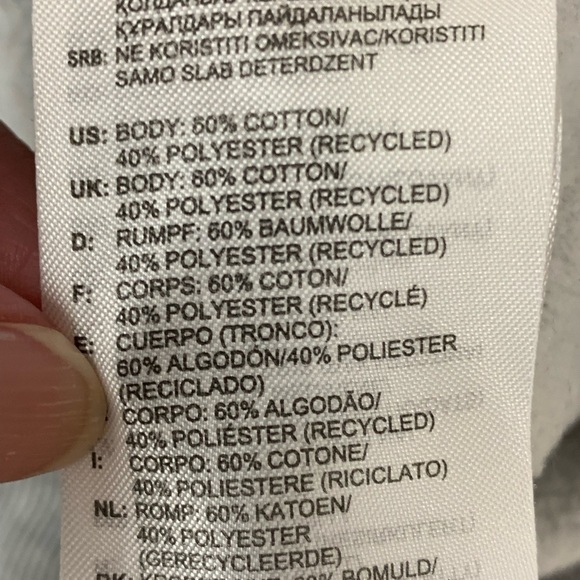 ҚҰРАЛДАРЫ ПАЙДАЛАНЫЛАДЫ
SRB: NE KORISTITI OMEKSIVAC/KORISTITI
SAMO SLAB DETERDZENT
US: BODY: 60% COTTON/
40% POLYESTER (RECYCLED)
UK: BODY: 60% COTTON/
40% POLYESTER (RECYCLED)
D: RUMPF: 60% BAUMWOLLE/
40% POLYESTER (RECYCLED)
F: CORPS: 60% COTON/
40% POLYESTER (RECYCLÉ)
E: CUERPO (TRONCO):
60% ALGODÓN/40% POLIESTER
(RECICLADO)
CORPO: 60% ALGODÃO/
40% POLIÉSTER (RECYCLED)
I: CORPO: 60% COTONE/
40% POLIESTERE (RICICLATO)
NL: ROMP: 60% KATOEN/
40% POLYESTER
(GERECYCLEERDE)
60% BOMULD/